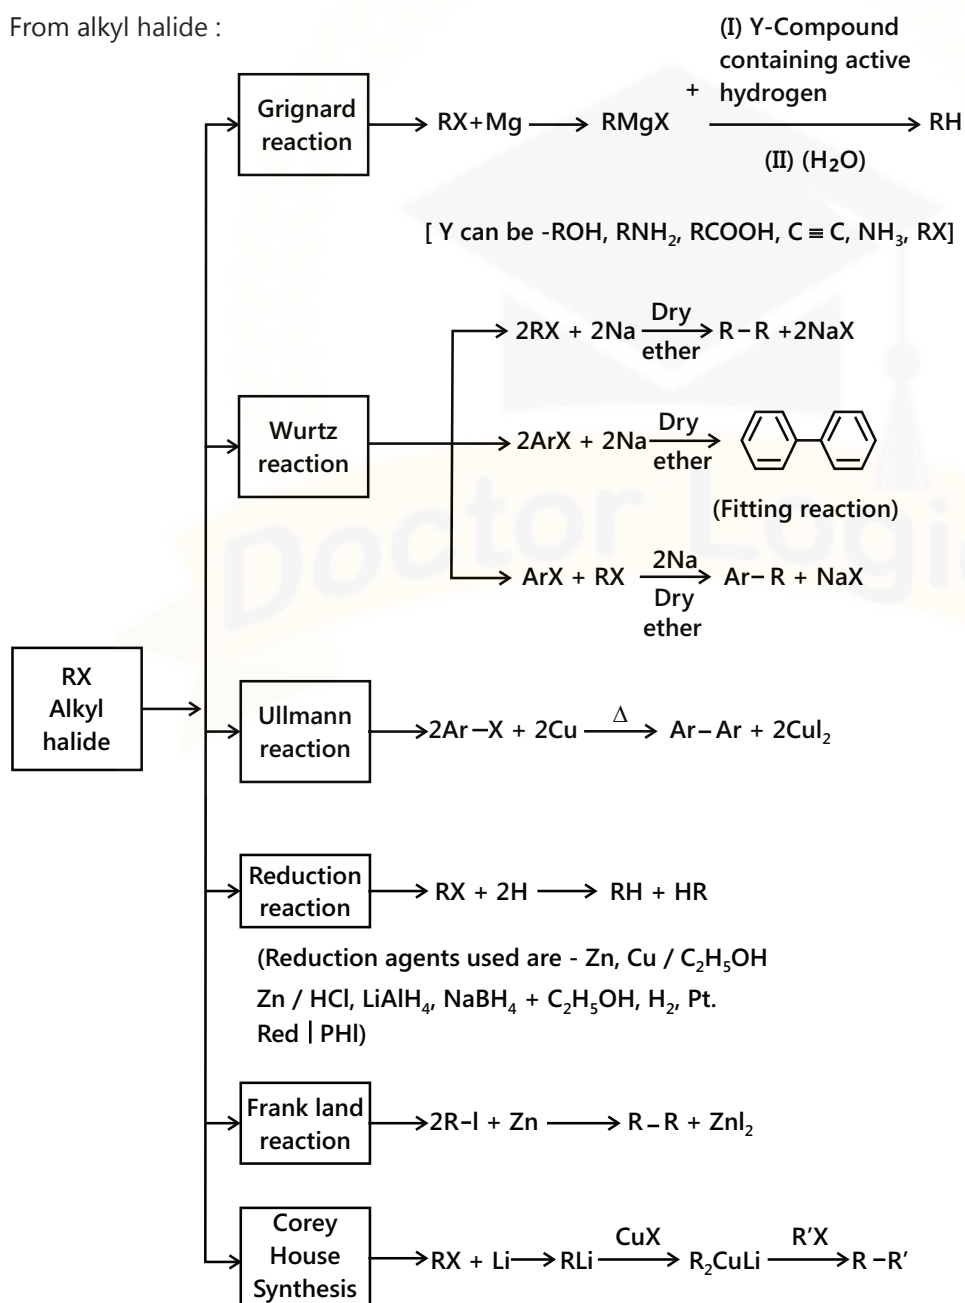 From alkyl halide :
(I) Y-Compound
containing active
hydrogen
Grignard
reaction
RX+Mg ⟶ RMgX + ⟶ RH
(II) (H₂O)
[ Y can be -ROH, RNH₂, RCOOH, C ≡ C, NH₃, RX]
Wurtz
reaction
2RX + 2Na Dry ether ⟶ R – R +2NaX
2ArX + 2Na Dry ether ⟶
(Fitting reaction)
ArX + RX 2Na Dry ether ⟶ Ar – R + NaX
Doctor Logi
RX
Alkyl
halide
Ullmann
reaction
2Ar –X + 2Cu Δ ⟶ Ar – Ar + 2CuI₂
Reduction
reaction
RX + 2H ⟶ RH + HR
(Reduction agents used are - Zn, Cu / C₂H₅OH
Zn / HCl, LiAlH₄, NaBH₄ + C₂H₅OH, H₂, Pt.
Red | PHl)
Frank land
reaction
2R–I + Zn ⟶ R – R + ZnI₂
Corey
House
Synthesis
RX + Li ⟶ RLi CuX ⟶ R₂CuLi R'X ⟶ R – R'